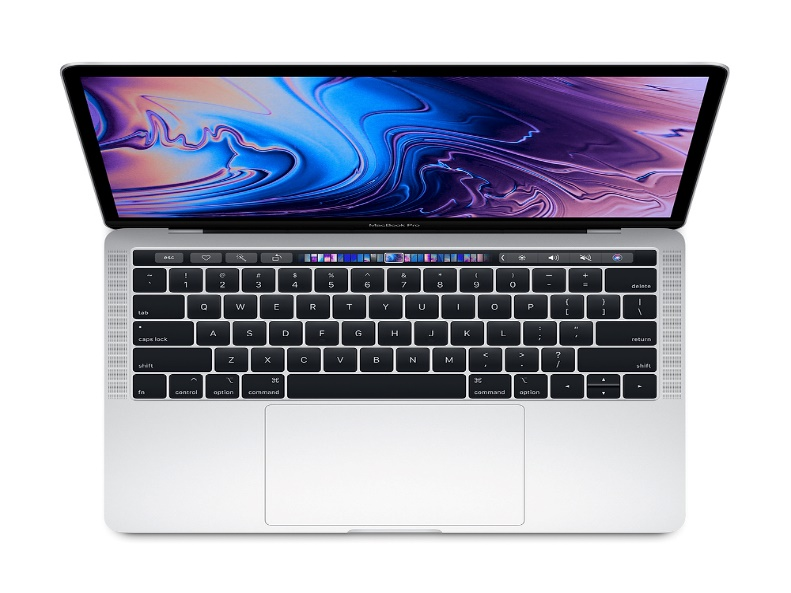 MacBook Pro
esc
~ ! @ # $ % ^ & * ( ) _ +
` 1 2 3 4 5 6 7 8 9 0 - = delete
tab Q W E R T Y U I O P { [ } ] | \
caps lock A S D F G H J K L : ; " ' return
shift Z X C V B N M < , > . ? / shift
fn control option command command option